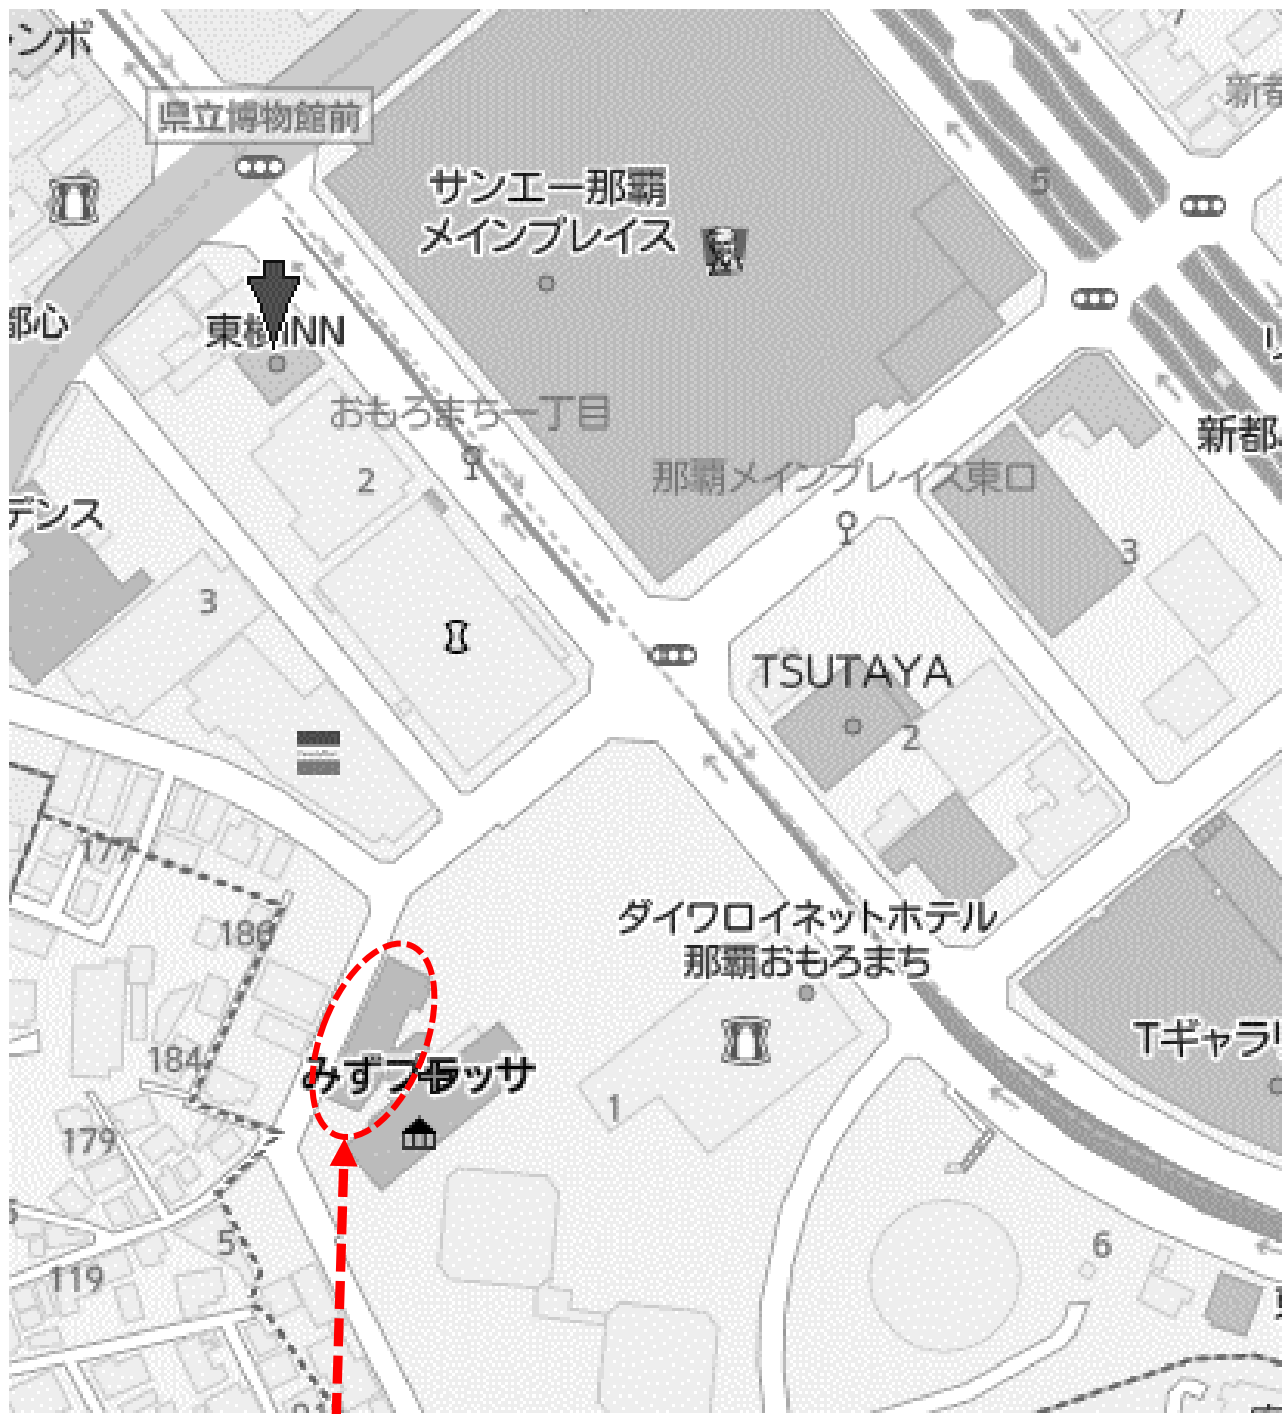 ンポ
県立博物館前
新都
サンエー那覇
メインプレイス
5
都心
東横INN
リ
おもろまち一丁目
新都
2
那覇メインプレイス東口
デンス
3
3
TSUTAYA
2
177
186
ダイワロイネットホテル
那覇おもろまち
184
みずプラッサ
Tギャラリ
1
179
5
6
119